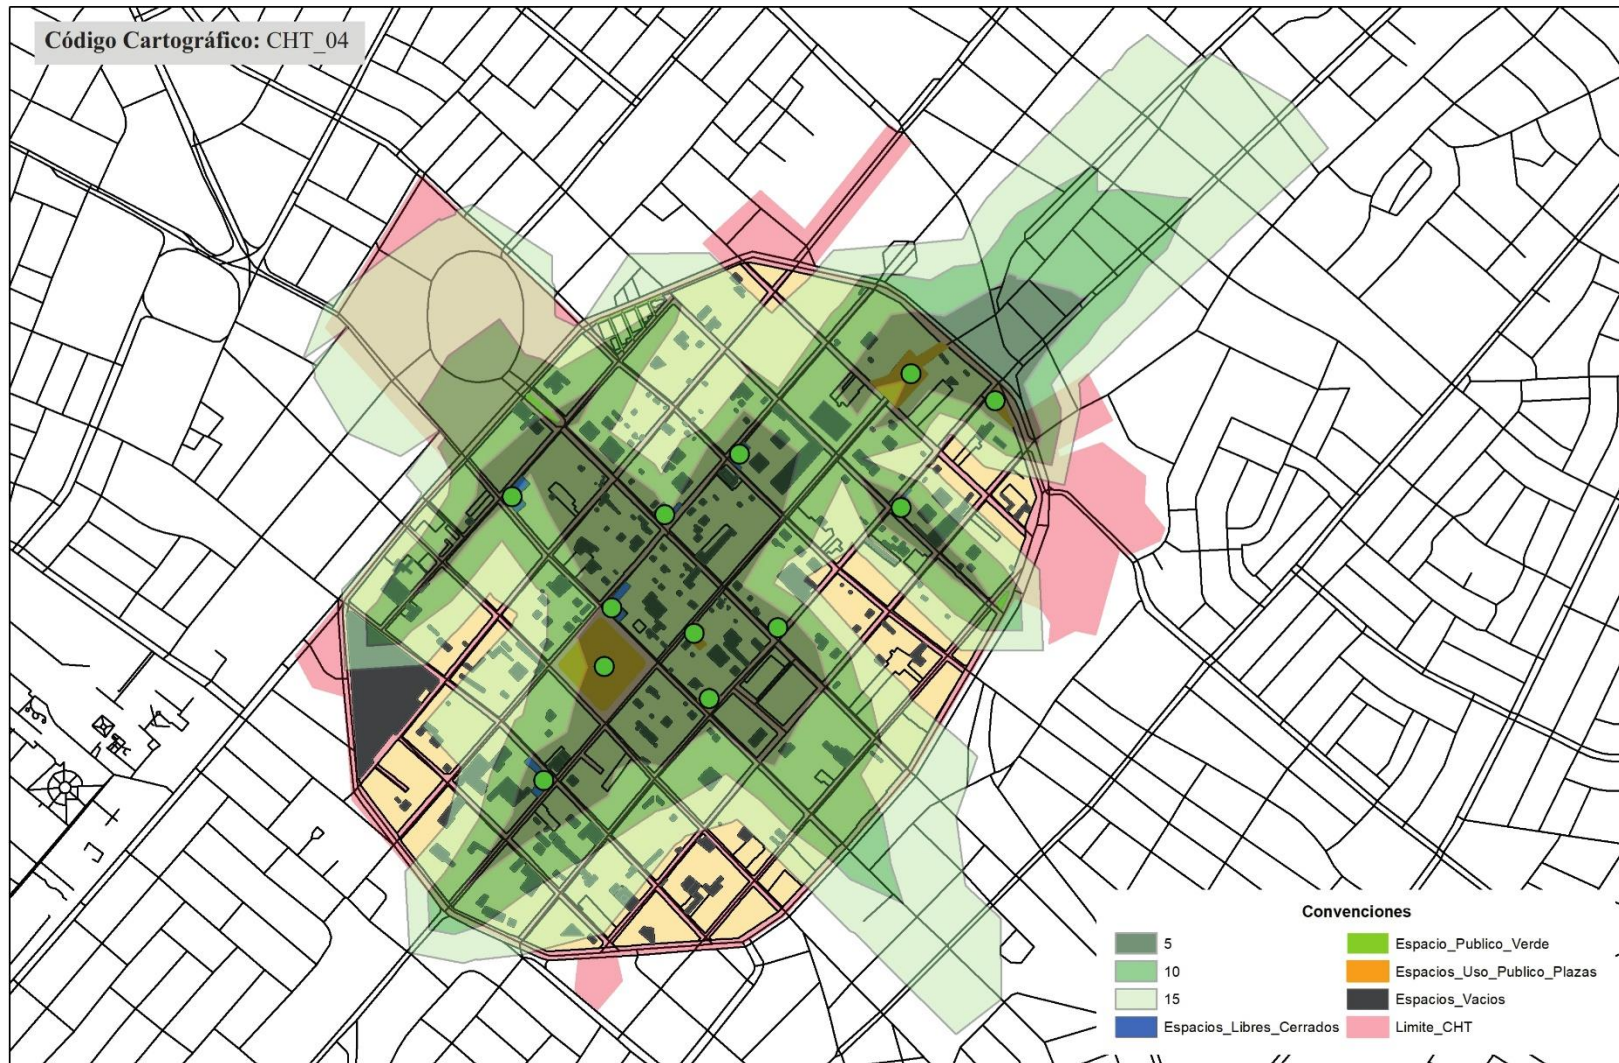 Código Cartográfico: CHT_04
Convenciones
5
10
15
Espacios_Libres_Cerrados
Espacio_Publico_Verde
Espacios_Uso_Publico_Plazas
Espacios_Vacios
Limite_CHT